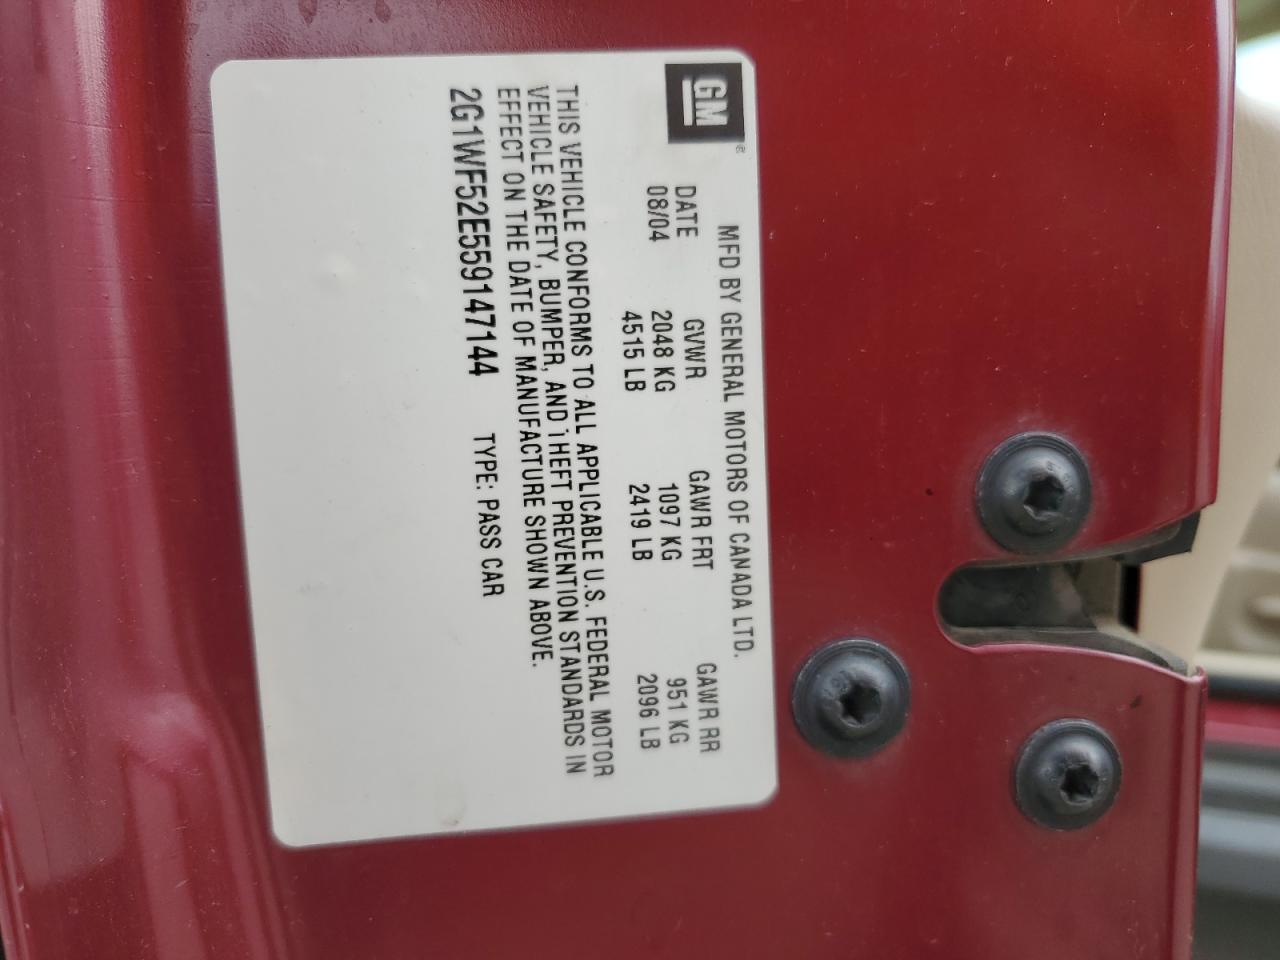 GM
MFD BY GENERAL MOTORS OF CANADA LTD.
DATE GVWR GAWR FRT GAWR RR
08/04 2048 KG 1097 KG 951 KG
4515 LB 2419 LB 2096 LB
THIS VEHICLE CONFORMS TO ALL APPLICABLE U.S. FEDERAL MOTOR
VEHICLE SAFETY, BUMPER, AND THEFT PREVENTION STANDARDS IN
EFFECT ON THE DATE OF MANUFACTURE SHOWN ABOVE.
2G1WF52E559147144 TYPE: PASS CAR